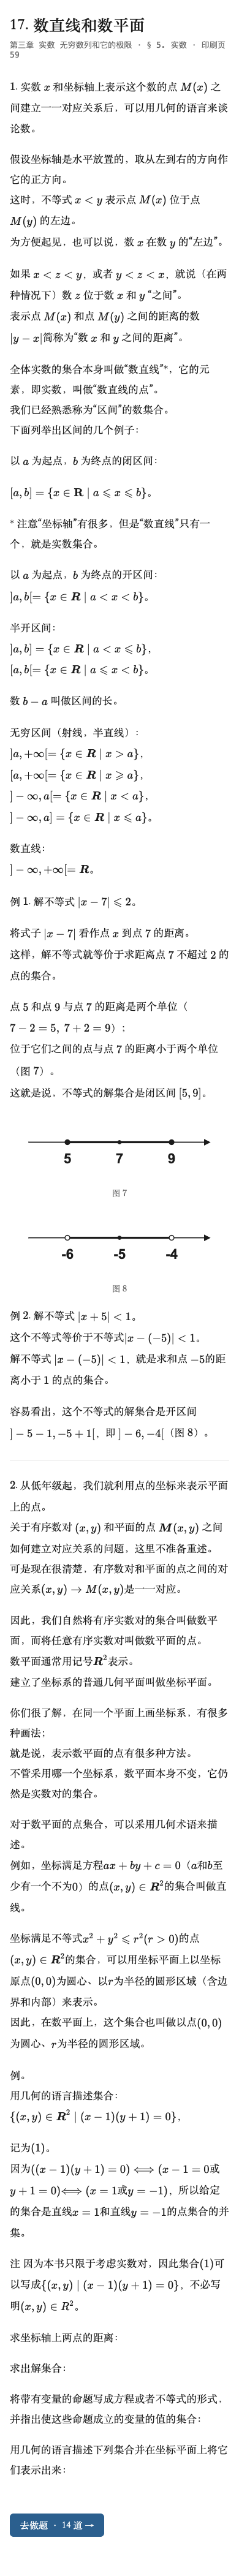 17. 数直线和数平面
第三章 实数 无穷数列和它的极限 · § 5. 实数 · 印刷页
59
1. 实数 x 和坐标轴上表示这个数的点 M(x) 之
间建立一一对应关系后，可以用几何的语言来谈
论数。
假设坐标轴是水平放置的，取从左到右的方向作
它的正方向。
这时，不等式 x < y 表示点 M(x) 位于点
M(y) 的左边。
为方便起见，也可以说，数 x 在数 y 的“左边”。
如果 x < z < y，或者 y < z < x，就说（在两
种情况下）数 z 位于数 x 和 y “之间”。
表示点 M(x) 和点 M(y) 之间的距离的数
|y − x|简称为“数 x 和 y 之间的距离”。
全体实数的集合本身叫做“数直线”*，它的元
素，即实数，叫做“数直线的点”。
我们已经熟悉称为“区间”的数集合。
下面列举出区间的几个例子：
以 a 为起点，b 为终点的闭区间：
[a, b] = {x ∈ R | a ⩽ x ⩽ b}。
* 注意“坐标轴”有很多，但是“数直线”只有一
个，就是实数集合。
以 a 为起点，b 为终点的开区间：
]a, b[= {x ∈ R | a < x < b}。
半开区间：
]a, b] = {x ∈ R | a < x ⩽ b}，
[a, b[= {x ∈ R | a ⩽ x < b}。
数 b − a 叫做区间的长。
无穷区间（射线，半直线）：
]a, +∞[= {x ∈ R | x > a}，
[a, +∞[= {x ∈ R | x ⩾ a}，
] − ∞, a[= {x ∈ R | x < a}，
] − ∞, a] = {x ∈ R | x ⩽ a}。
数直线：
] − ∞, +∞[= R。
例 1. 解不等式 |x − 7| ⩽ 2。
将式子 |x − 7| 看作点 x 到点 7 的距离。
这样，解不等式就等价于求距离点 7 不超过 2 的
点的集合。
点 5 和点 9 与点 7 的距离是两个单位（
7 − 2 = 5, 7 + 2 = 9）；
位于它们之间的点与点 7 的距离小于两个单位
（图 7）。
这就是说，不等式的解集合是闭区间 [5, 9]。
5 7 9
图 7
-6 -5 -4
图 8
例 2. 解不等式 |x + 5| < 1。
这个不等式等价于不等式|x − (−5)| < 1。
解不等式 |x − (−5)| < 1，就是求和点 −5的距
离小于 1 的点的集合。
容易看出，这个不等式的解集合是开区间
] − 5 − 1, −5 + 1[，即 ] − 6, −4[（图 8）。
2. 从低年级起，我们就利用点的坐标来表示平面
上的点。
关于有序数对 (x, y) 和平面的点 M(x, y) 之间
如何建立对应关系的问题，这里不准备重述。
可是现在很清楚，有序数对和平面的点之间的对
应关系(x, y) → M(x, y)是一一对应。
因此，我们自然将有序实数对的集合叫做数平
面，而将任意有序实数对叫做数平面的点。
数平面通常用记号R²表示。
建立了坐标系的普通几何平面叫做坐标平面。
你们很了解，在同一个平面上画坐标系，有很多
种画法；
就是说，表示数平面的点有很多种方法。
不管采用哪一个坐标系，数平面本身不变，它仍
然是实数对的集合。
对于数平面的点集合，可以采用几何术语来描
述。
例如，坐标满足方程ax + by + c = 0（a和b至
少有一个不为0）的点(x, y) ∈ R²的集合叫做直
线。
坐标满足不等式x² + y² ⩽ r²(r > 0)的点
(x, y) ∈ R²的集合，可以用坐标平面上以坐标
原点(0, 0)为圆心、以r为半径的圆形区域（含边
界和内部）来表示。
因此，在数平面上，这个集合也叫做以点(0, 0)
为圆心、r为半径的圆形区域。
例。
用几何的语言描述集合：
{(x, y) ∈ R² | (x − 1)(y + 1) = 0}，
记为(1)。
因为((x − 1)(y + 1) = 0) ⟺ (x − 1 = 0或
y + 1 = 0)⟺ (x = 1或y = −1)，所以给定
的集合是直线x = 1和直线y = −1的点集合的并
集。
注 因为本书只限于考虑实数对，因此集合(1)可
以写成{(x, y) | (x − 1)(y + 1) = 0}，不必写
明(x, y) ∈ R²。
求坐标轴上两点的距离：
求出解集合：
将带有变量的命题写成方程或者不等式的形式，
并指出使这些命题成立的变量的值的集合：
用几何的语言描述下列集合并在坐标平面上将它
们表示出来：
去做题 · 14 道 →